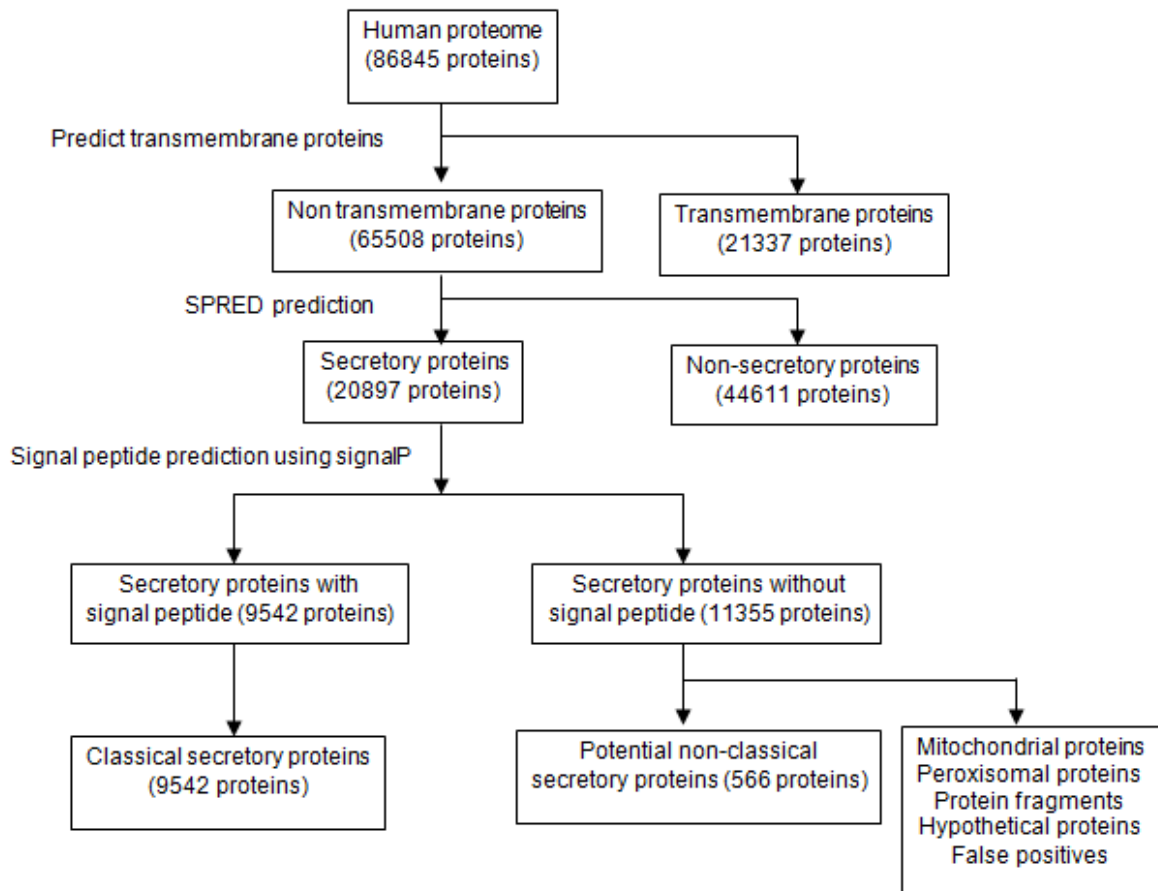 Human proteome
(86845 proteins)
Predict transmembrane proteins
Non transmembrane proteins
(65508 proteins)
Transmembrane proteins
(21337 proteins)
SPRED prediction
Secretory proteins
(20897 proteins)
Non-secretory proteins
(44611 proteins)
Signal peptide prediction using signalP
Secretory proteins with
signal peptide (9542 proteins)
Secretory proteins without
signal peptide (11355 proteins)
Classical secretory proteins
(9542 proteins)
Potential non-classical
secretory proteins (566 proteins)
Mitochondrial proteins
Peroxisomal proteins
Protein fragments
Hypothetical proteins
False positives